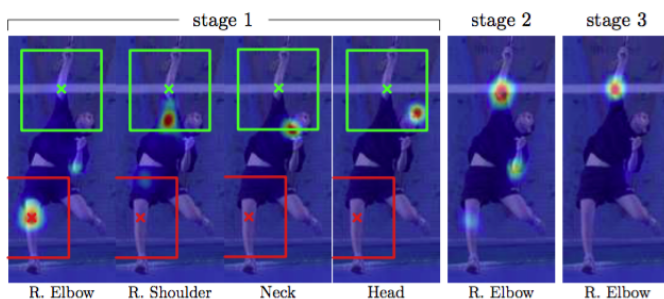 stage 1 stage 2 stage 3
R. Elbow R. Shoulder Neck Head R. Elbow R. Elbow